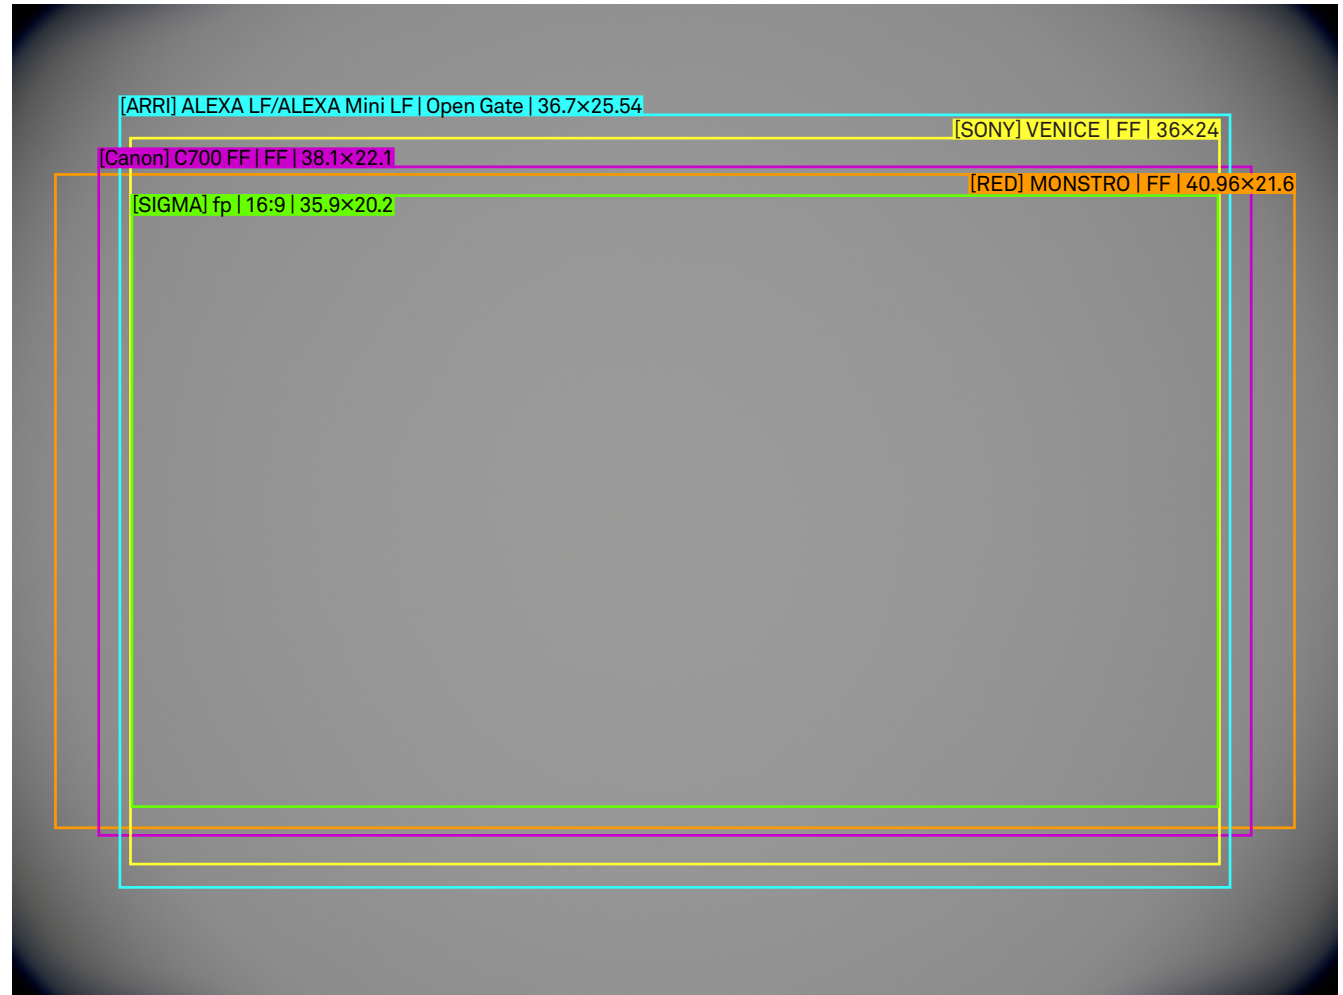 [ARRI] ALEXA LF/ALEXA Mini LF | Open Gate | 36.7×25.54
[SONY] VENICE | FF | 36×24
[Canon] C700 FF | FF | 38.1×22.1
[RED] MONSTRO | FF | 40.96×21.6
[SIGMA] fp | 16:9 | 35.9×20.2